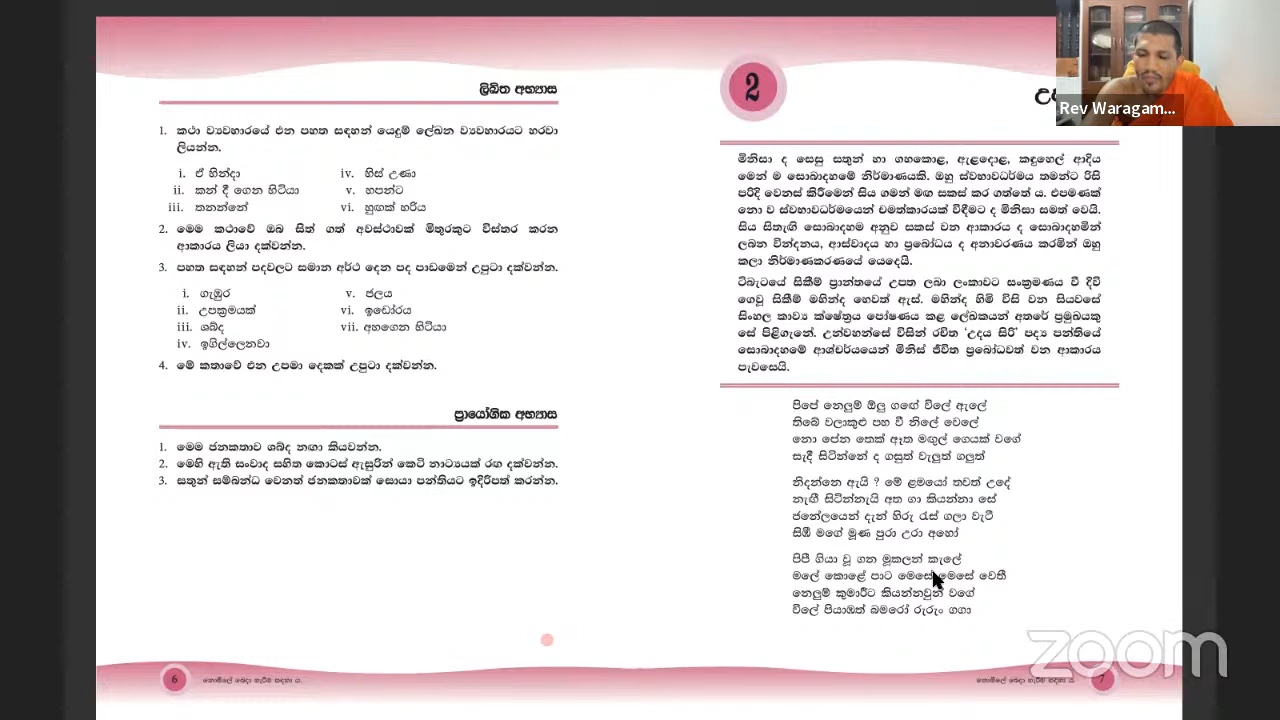 ලිඛිත අභ්‍යාස
1. කථා ව්‍යවහාරයේ එන පහත සඳහන් යෙදුම් ලේඛන ව්‍යවහාරයට හරවා
ලියන්න.
i. ඒ හින්දා
iv. හිස් උණා
ii. කන් දී ගෙන හිටියා
v. හපන්ට
iii. තනන්නේ
vi. හුඟක් හරිය
2. මෙම කථාවේ ඔබ සිත් ගත් අවස්ථාවක් මිතුරකුට විස්තර කරන
ආකාරය ලියා දක්වන්න.
3. පහත සඳහන් පදවලට සමාන අර්ථ දෙන පද පාඩමෙන් උපුටා දක්වන්න.
i. ගැඹුර
v. ජලය
ii. උපක්‍රමයක්
vi. ඉඩෝරය
iii. ශබ්ද
vii. අහගෙන හිටියා
iv. ඉගිල්ලෙනවා
4. මේ කතාවේ එන උපමා දෙකක් උපුටා දක්වන්න.
ප්‍රායෝගික අභ්‍යාස
1. මෙම ජනකතාව ශබ්ද නඟා කියවන්න.
2. මෙහි ඇති සංවාද සහිත කොටස් ඇසුරින් කෙටි නාට්‍යයක් රඟ දක්වන්න.
3. සතුන් සම්බන්ධ වෙනත් ජනකතාවක් සොයා පන්තියට ඉදිරිපත් කරන්න.
6
නොමිලේ බෙදා හැරීම සඳහා ය.
2
Rev Waragam...
මිනිසා ද සෙසු සතුන් හා ගහකොළ, ඇළදොළ, කඳුහෙල් ආදිය
මෙන් ම සොබාදහමේ නිර්මාණයකි. ඔහු ස්වභාවධර්මය තමන්ට රිසි
පරිදි වෙනස් කිරීමෙන් සිය ගමන් මඟ සකස් කර ගත්තේ ය. එපමණක්
නො ව ස්වභාවධර්මයෙන් චමත්කාරයක් විඳීමට ද මිනිසා සමත් වෙයි.
සිය සිතැඟි සොබාදහම අනුව සකස් වන ආකාරය ද සොබාදහමින්
ලබන වින්දනය, ආස්වාදය හා ප්‍රබෝධය ද අනාවරණය කරමින් ඔහු
කලා නිර්මාණකරණයේ යෙදෙයි.
ටිබැටයේ සිකීම් ප්‍රාන්තයේ උපත ලබා ලංකාවට සංක්‍රමණය වී දිවි
ගෙවූ සිකීම් මහින්ද හෙවත් ඇස්. මහින්ද හිමි විසි වන සියවසේ
සිංහල කාව්‍ය ක්ෂේත්‍රය පෝෂණය කළ ලේඛකයන් අතරේ ප්‍රමුඛයකු
සේ පිළිගැනේ. උන්වහන්සේ විසින් රචිත 'උදය සිරි' පද්‍ය පන්තියේ
සොබාදහමේ ආශ්චර්යයෙන් මිනිස් ජීවිත ප්‍රබෝධවත් වන ආකාරය
පැවසෙයි.
පිපේ නෙලුම් ඕලු ගඟේ විලේ ඇලේ
තිබේ වලාකුළු පහ වී නිලේ වෙලේ
නො පේන තෙක් ඈත මඟුල් ගෙයක් වගේ
සැදී සිටින්නේ ද ගසුත් වැලුත් ගලුත්
නිදන්නෙ ඇයි ? මේ ළමයෝ තවත් උදේ
නැඟී සිටින්නැයි අත ගා කියන්නා සේ
ජනේලයෙන් දැන් හිරු රැස් ගලා වැටී
සිඹී මගේ මූණ පුරා උරා අහෝ
පිපී ගියා වූ ගන මූකලන් කැලේ
මලේ කොළේ පාට මෙසේ මෙසේ වෙතී
නෙලුම් කුමාරීට කියන්නවුන් වගේ
විලේ පියාඹත් බමරෝ රුරුං ගගා
zoom
නොමිලේ බෙදා හැරීම සඳහා ය.
7